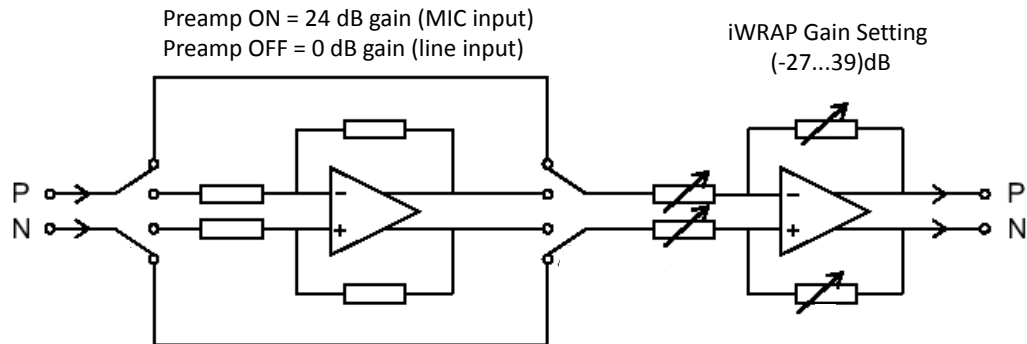 Preamp ON = 24 dB gain (MIC input)
Preamp OFF = 0 dB gain (line input)
iWRAP Gain Setting
(-27...39)dB
P
N
−
+
−
+
P
N